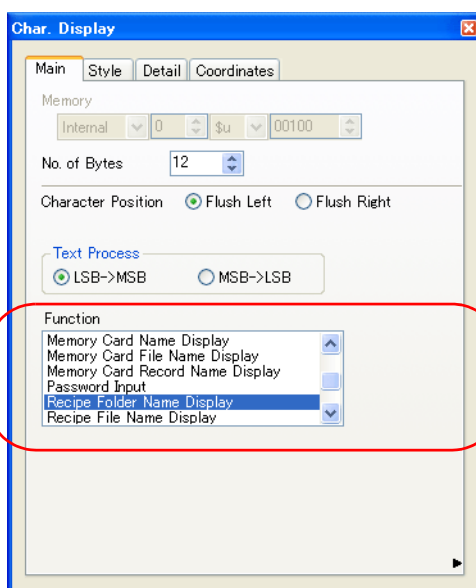 Char. Display
Main Style Detail Coordinates
Memory
Internal 0 $u 00100
No. of Bytes 12
Character Position Flush Left Flush Right
Text Process
LSB->MSB MSB->LSB
Function
Memory Card Name Display
Memory Card File Name Display
Memory Card Record Name Display
Password Input
Recipe Folder Name Display
Recipe File Name Display